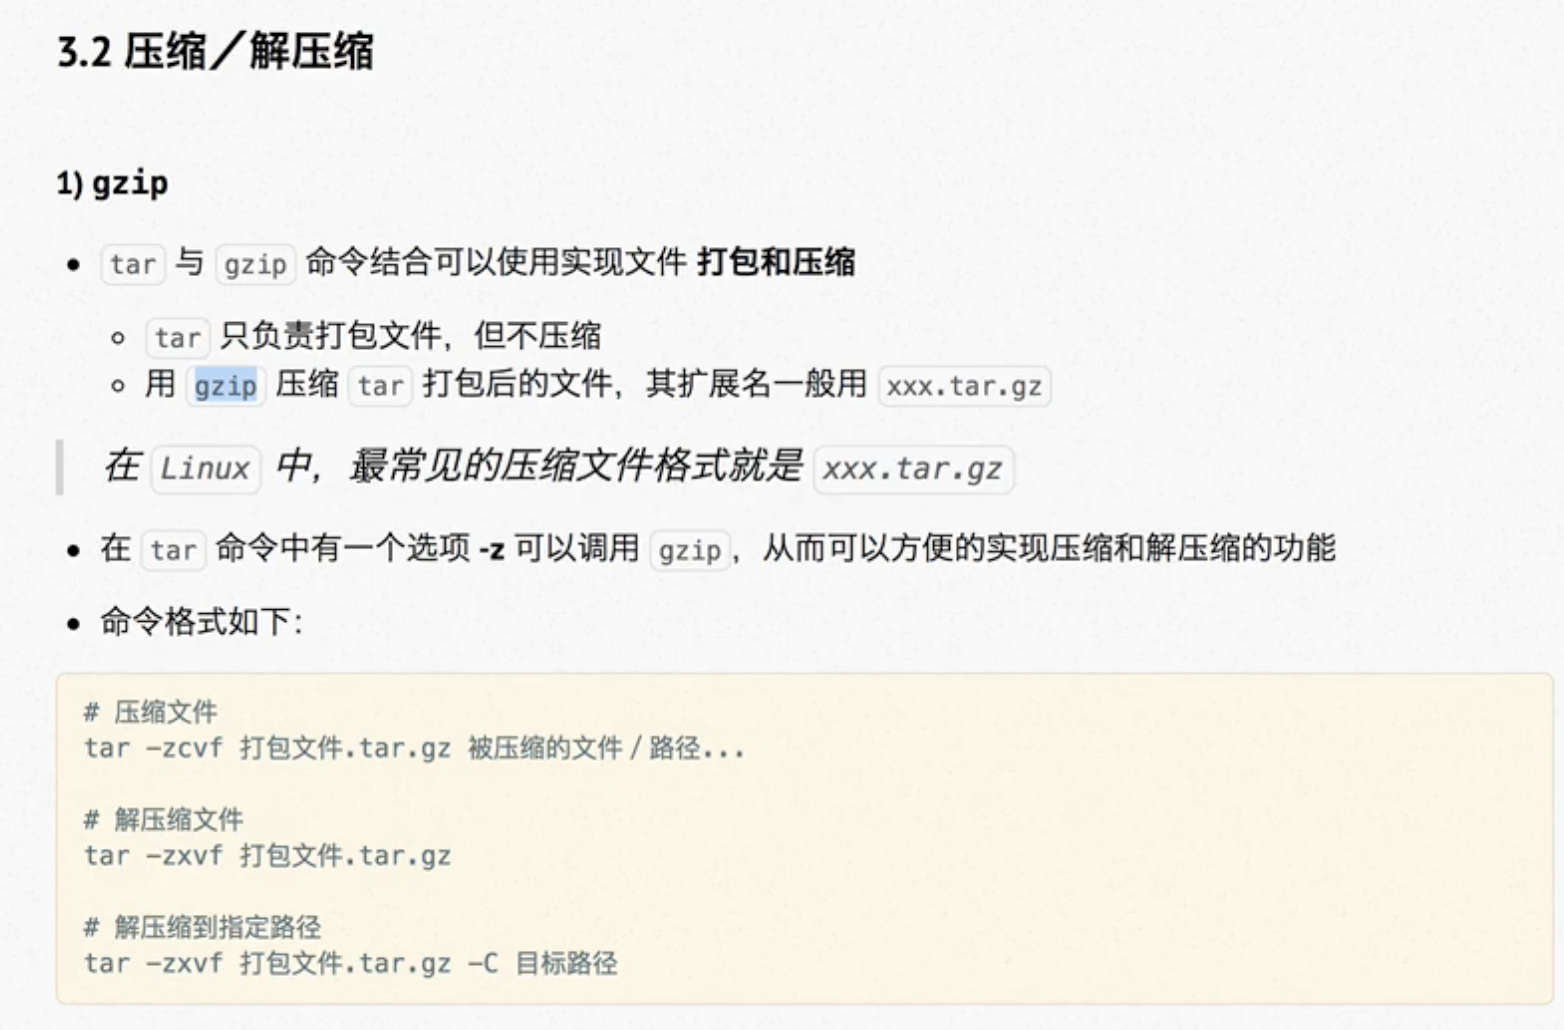 3.2 压缩／解压缩
1) gzip
tar 与 gzip 命令结合可以使用实现文件 打包和压缩
tar 只负责打包文件，但不压缩
用 gzip 压缩 tar 打包后的文件，其扩展名一般用 xxx.tar.gz
在 Linux 中，最常见的压缩文件格式就是 xxx.tar.gz
在 tar 命令中有一个选项 -z 可以调用 gzip，从而可以方便的实现压缩和解压缩的功能
命令格式如下：
# 压缩文件
tar -zcvf 打包文件.tar.gz 被压缩的文件／路径...
# 解压缩文件
tar -zxvf 打包文件.tar.gz
# 解压缩到指定路径
tar -zxvf 打包文件.tar.gz -C 目标路径